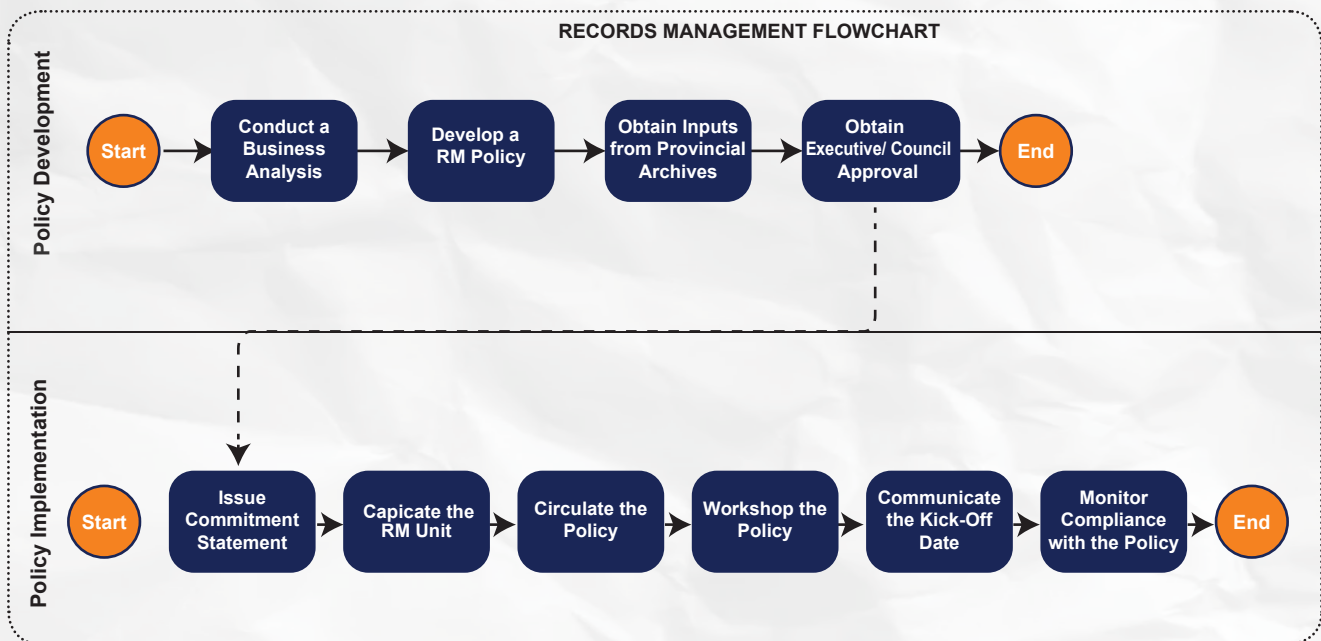 RECORDS MANAGEMENT FLOWCHART
Policy Development
Start
Conduct a
Business
Analysis
Develop a
RM Policy
Obtain Inputs
from Provincial
Archives
Obtain
Executive/ Council
Approval
End
Policy Implementation
Start
Issue
Commitment
Statement
Capicate the
RM Unit
Circulate the
Policy
Workshop the
Policy
Communicate
the Kick-Off
Date
Monitor
Compliance
with the Policy
End